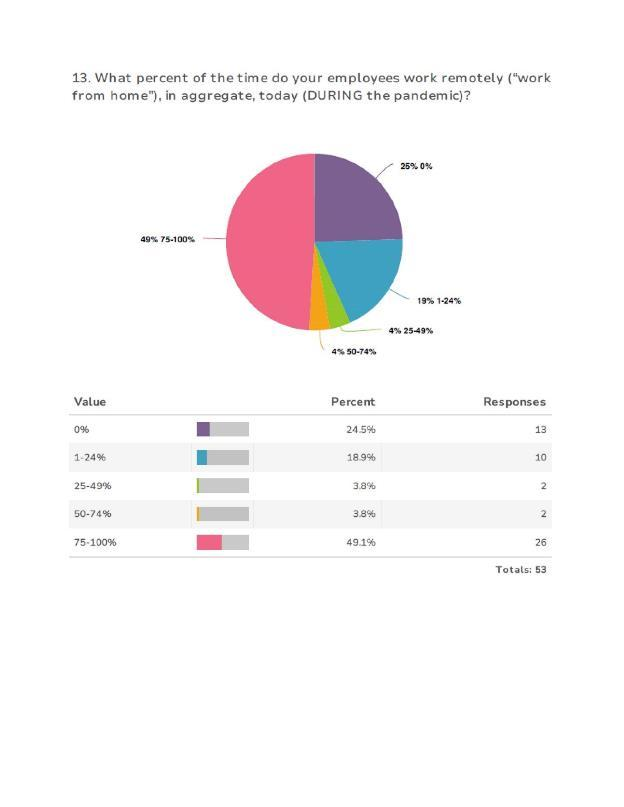 13. What percent of the time do your employees work remotely (“work
from home”), in aggregate, today (DURING the pandemic)?
25% 0%
49% 75-100%
19% 1-24%
4% 25-49%
4% 50-74%
Value Percent Responses
0% 24.5% 13
1-24% 18.9% 10
25-49% 3.8% 2
50-74% 3.8% 2
75-100% 49.1% 26
Totals: 53